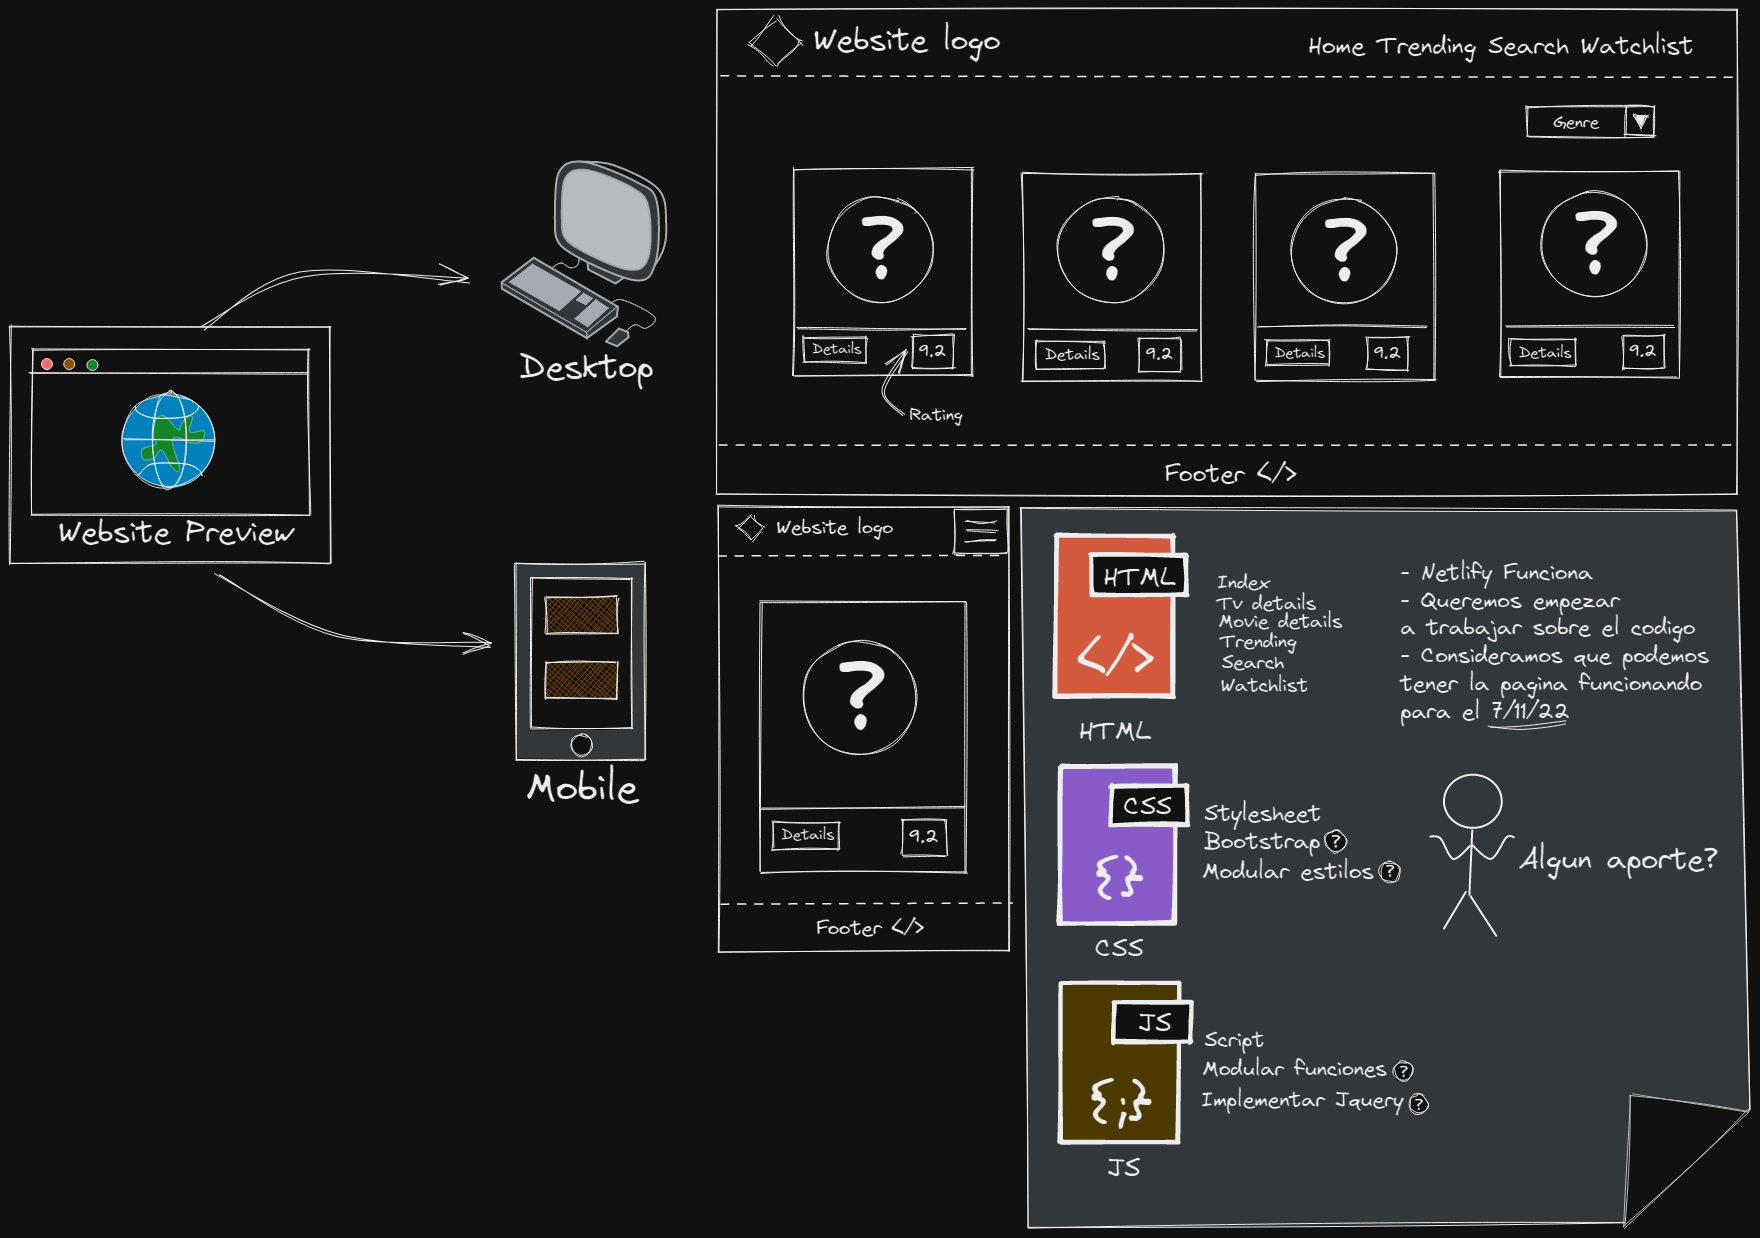 Website Preview
Desktop
Mobile
Website logo
Home Trending Search Watchlist
Genre
?
?
?
?
Details
9.2
Details
9.2
Details
9.2
Details
9.2
Rating
Footer </>
Website logo
?
Details
9.2
Footer </>
HTML
</>
HTML
Index
Tv details
Movie details
Trending
Search
Watchlist
- Netlify Funciona
- Queremos empezar
a trabajar sobre el codigo
- Consideramos que podemos
tener la pagina funcionando
para el 7/11/22
CSS
{}
CSS
Stylesheet
Bootstrap ?
Modular estilos ?
Algun aporte?
JS
{;}
JS
Script
Modular funciones ?
Implementar Jquery ?